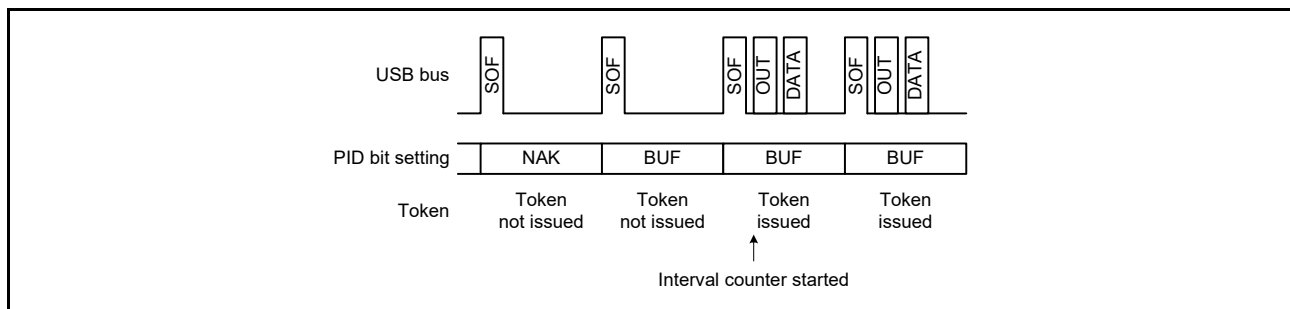 USB bus SOF SOF SOF OUT DATA SOF OUT DATA
PID bit setting NAK BUF BUF BUF
Token Token Token Token Token
not issued not issued issued issued
Interval counter started